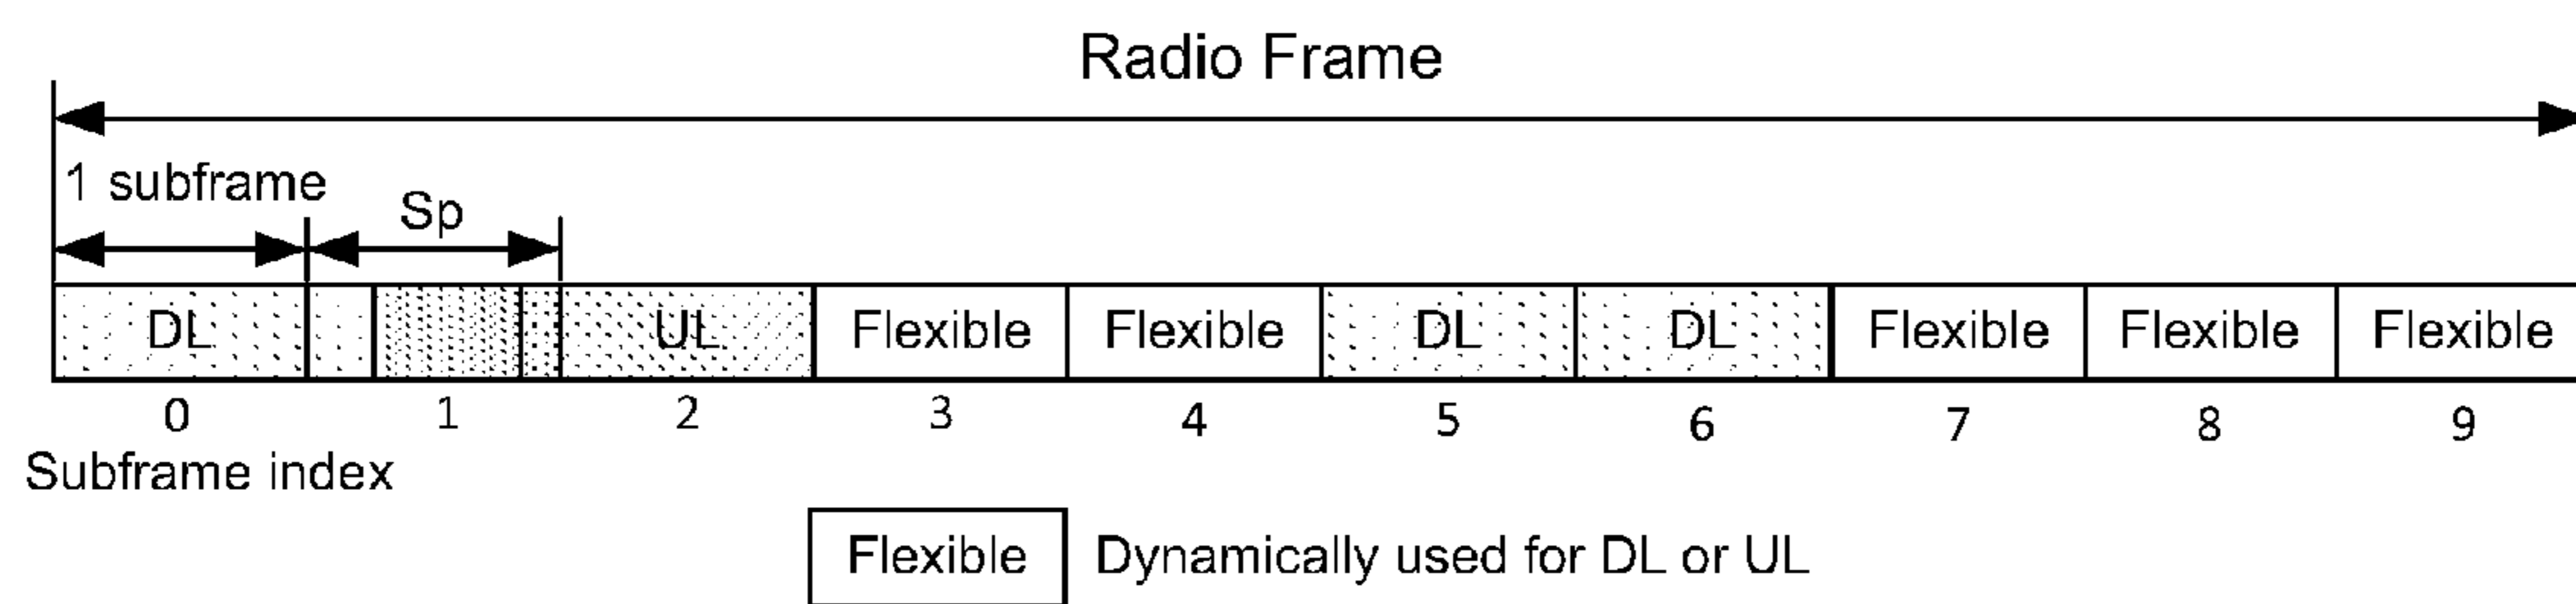 Radio Frame
1 subframe
Sp
DL UL Flexible Flexible DL DL Flexible Flexible Flexible
0 1 2 3 4 5 6 7 8 9
Subframe index
Flexible Dynamically used for DL or UL